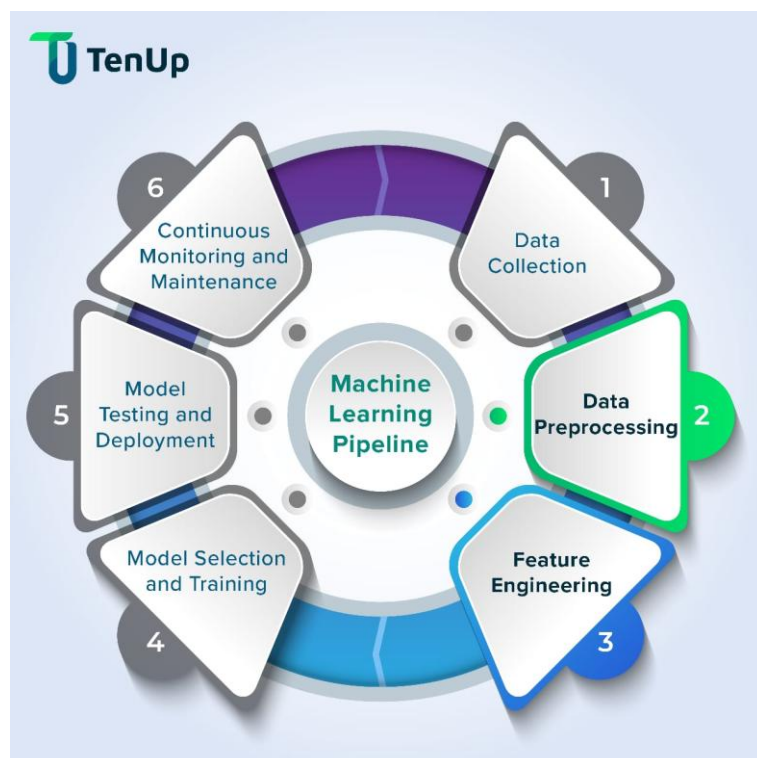 TenUp
1
Data
Collection
2
Data
Preprocessing
3
Feature
Engineering
4
Model Selection
and Training
5
Model
Testing and
Deployment
6
Continuous
Monitoring and
Maintenance
Machine
Learning
Pipeline